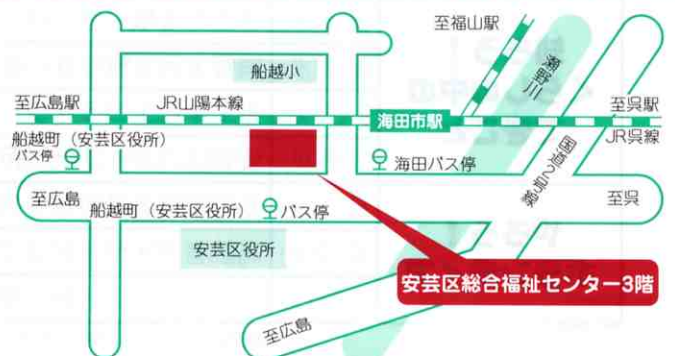 至福山駅
船越小
瀬野川
至広島駅
JR山陽本線
海田市駅
至呉駅
JR呉線
船越町（安芸区役所）
バス停
海田バス停
国道2号線
至広島
船越町（安芸区役所）
バス停
至呉
安芸区役所
安芸区総合福祉センター3階
至広島